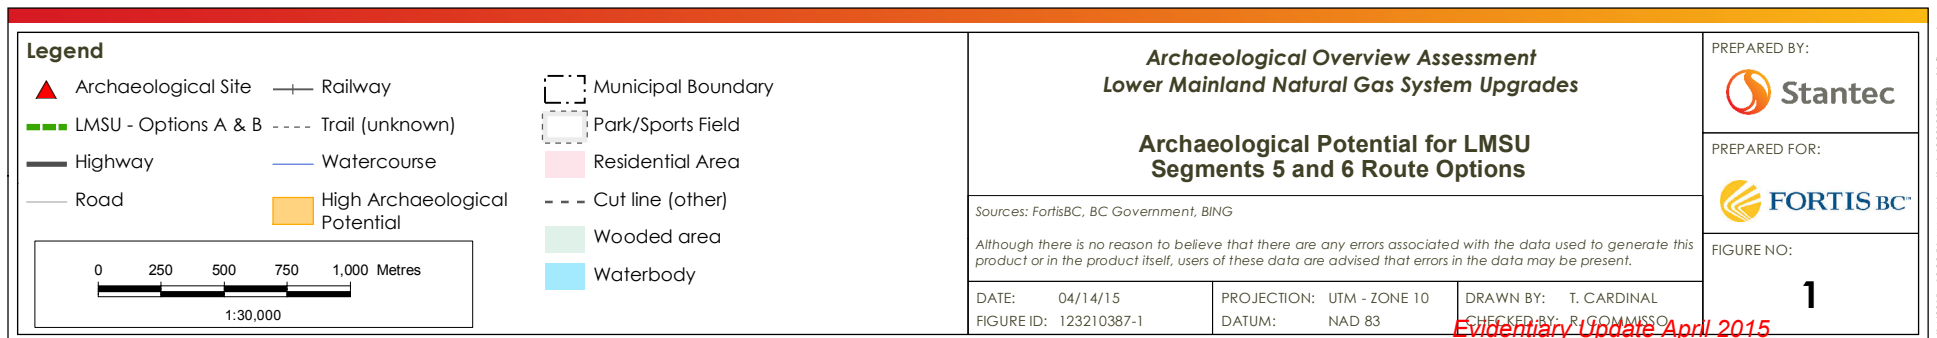 Legend
Archaeological Site
LMSU - Options A & B
Highway
Road
Railway
Trail (unknown)
Watercourse
High Archaeological
Potential
Municipal Boundary
Park/Sports Field
Residential Area
Cut line (other)
Wooded area
Waterbody
0 250 500 750 1,000 Metres
1:30,000
Archaeological Overview Assessment
Lower Mainland Natural Gas System Upgrades
Archaeological Potential for LMSU
Segments 5 and 6 Route Options
Sources: FortisBC, BC Government, BING
Although there is no reason to believe that there are any errors associated with the data used to generate this
product or in the product itself, users of these data are advised that errors in the data may be present.
DATE: 04/14/15
FIGURE ID: 123210387-1
PROJECTION: UTM - ZONE 10
DATUM: NAD 83
DRAWN BY: T. CARDINAL
CHECKED BY: R. COMMISSO
Evidentiary Update April 2015
PREPARED BY:
Stantec
PREPARED FOR:
FORTIS BC™
FIGURE NO:
1